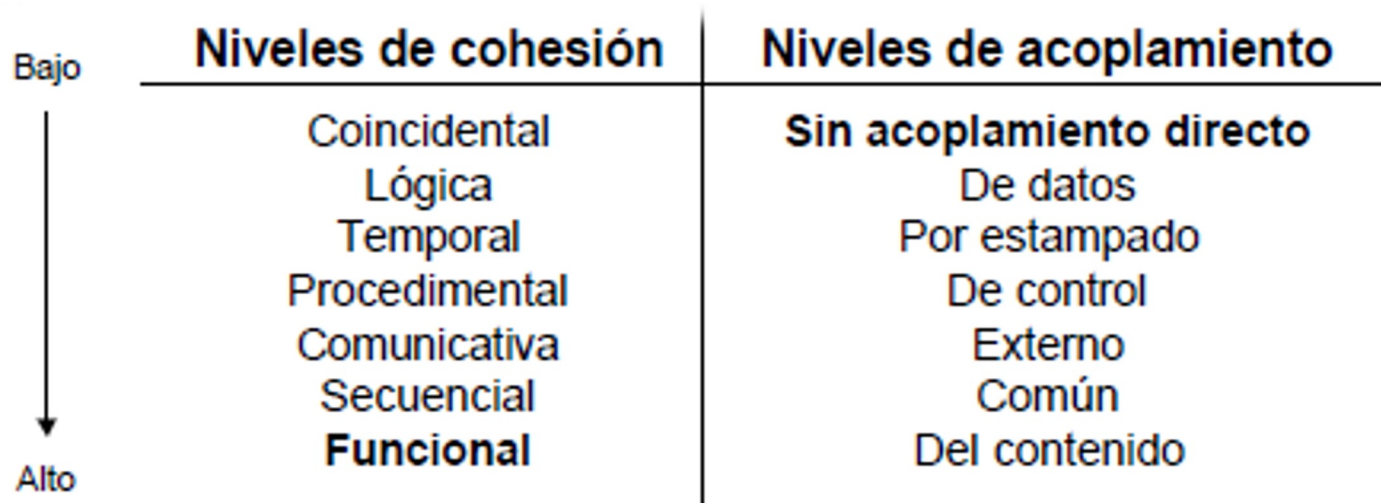 Bajo
Niveles de cohesión Niveles de acoplamiento
Coincidental Sin acoplamiento directo
Lógica De datos
Temporal Por estampado
Procedimental De control
Comunicativa Externo
Secuencial Común
Funcional Del contenido
Alto